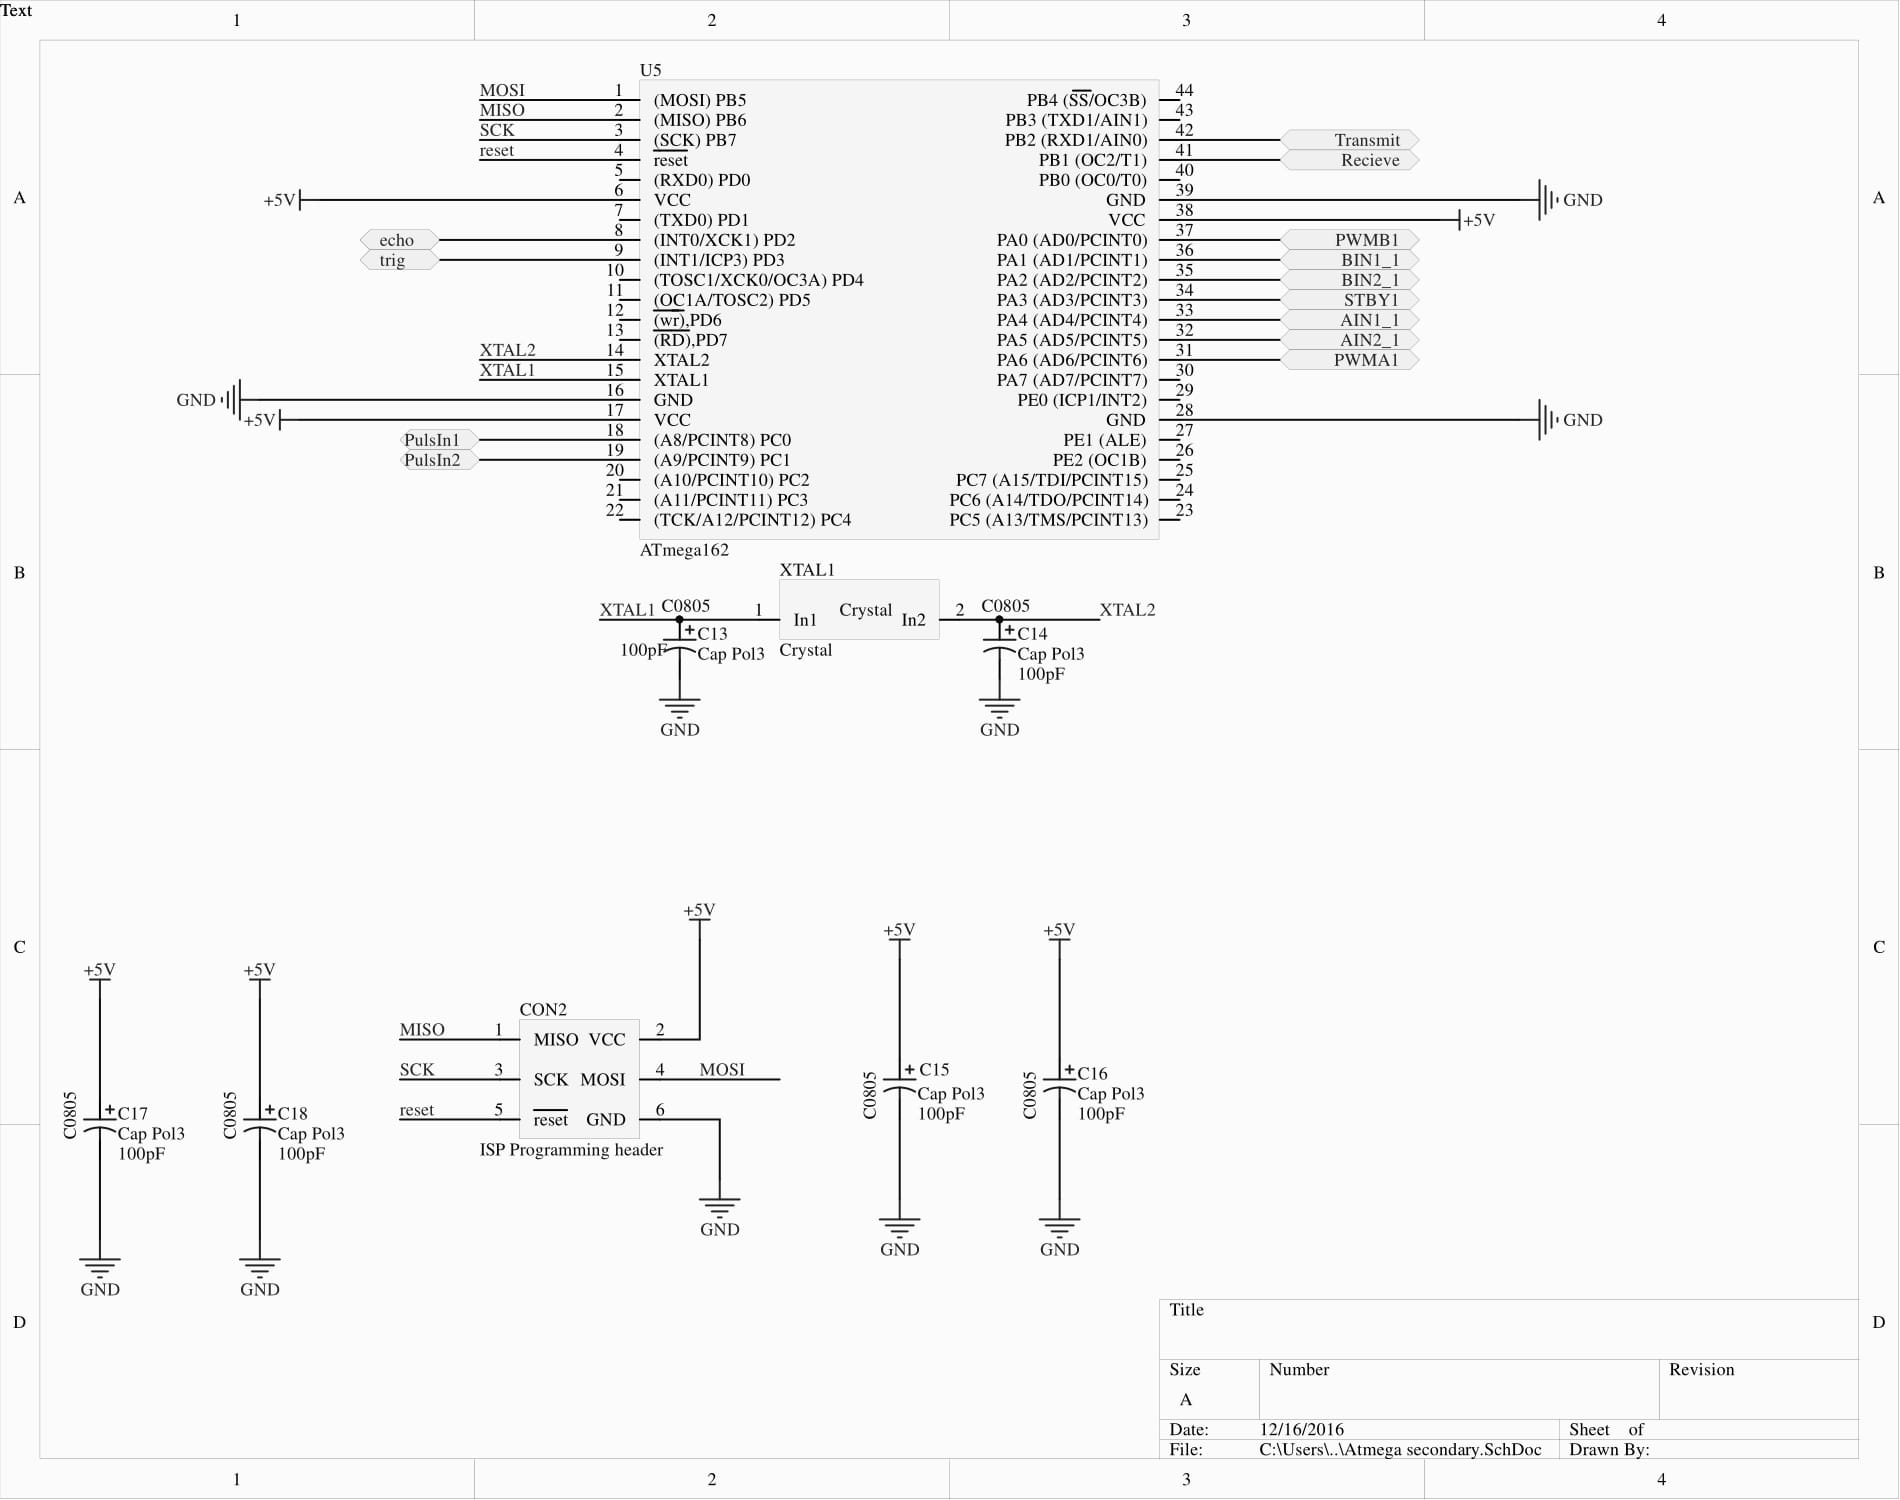 Text
1 2 3 4
A A
B B
C C
D D
U5
MOSI 1 (MOSI) PB5
MISO 2 (MISO) PB6
SCK 3 (SCK) PB7
reset 4 reset
5 (RXD0) PD0
+5V 6 VCC
7 (TXD0) PD1
echo 8 (INT0/XCK1) PD2
trig 9 (INT1/ICP3) PD3
10 (TOSC1/XCK0/OC3A) PD4
11 (OC1A/TOSC2) PD5
12 (wr),PD6
13 (RD),PD7
XTAL2 14 XTAL2
XTAL1 15 XTAL1
GND 16 GND
+5V 17 VCC
PulsIn1 18 (A8/PCINT8) PC0
PulsIn2 19 (A9/PCINT9) PC1
20 (A10/PCINT10) PC2
21 (A11/PCINT11) PC3
22 (TCK/A12/PCINT12) PC4
PB4 (SS/OC3B) 44
PB3 (TXD1/AIN1) 43
PB2 (RXD1/AIN0) 42 Transmit
PB1 (OC2/T1) 41 Recieve
PB0 (OC0/T0) 40
GND 39 GND
VCC 38 +5V
PA0 (AD0/PCINT0) 37 PWMB1
PA1 (AD1/PCINT1) 36 BIN1_1
PA2 (AD2/PCINT2) 35 BIN2_1
PA3 (AD3/PCINT3) 34 STBY1
PA4 (AD4/PCINT4) 33 AIN1_1
PA5 (AD5/PCINT5) 32 AIN2_1
PA6 (AD6/PCINT6) 31 PWMA1
PA7 (AD7/PCINT7) 30
PE0 (ICP1/INT2) 29
GND 28 GND
PE1 (ALE) 27
PE2 (OC1B) 26
PC7 (A15/TDI/PCINT15) 25
PC6 (A14/TDO/PCINT14) 24
PC5 (A13/TMS/PCINT13) 23
ATmega162
XTAL1
XTAL1 C0805 1 In1 Crystal In2 2 C0805 XTAL2
Crystal
+ C13
100pF Cap Pol3
GND
+ C14
Cap Pol3
100pF
GND
+5V
C0805
+ C17
Cap Pol3
100pF
GND
+5V
C0805
+ C18
Cap Pol3
100pF
GND
+5V
CON2
MISO 1 MISO VCC 2
SCK 3 SCK MOSI 4 MOSI
reset 5 reset GND 6
ISP Programming header
GND
+5V
C0805
+ C15
Cap Pol3
100pF
GND
+5V
C0805
+ C16
Cap Pol3
100pF
GND
Title
Size Number Revision
A
Date: 12/16/2016 Sheet of
File: C:\Users\..\Atmega secondary.SchDoc Drawn By:
1 2 3 4